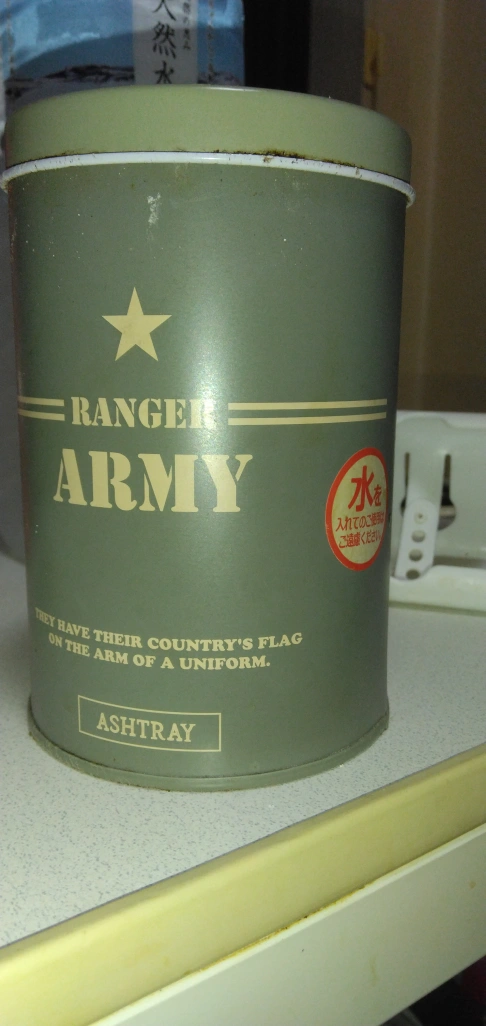 天然水
RANGER
ARMY
水を
入れてのご使用は
ご遠慮ください
THEY HAVE THEIR COUNTRY'S FLAG
ON THE ARM OF A UNIFORM.
ASHTRAY